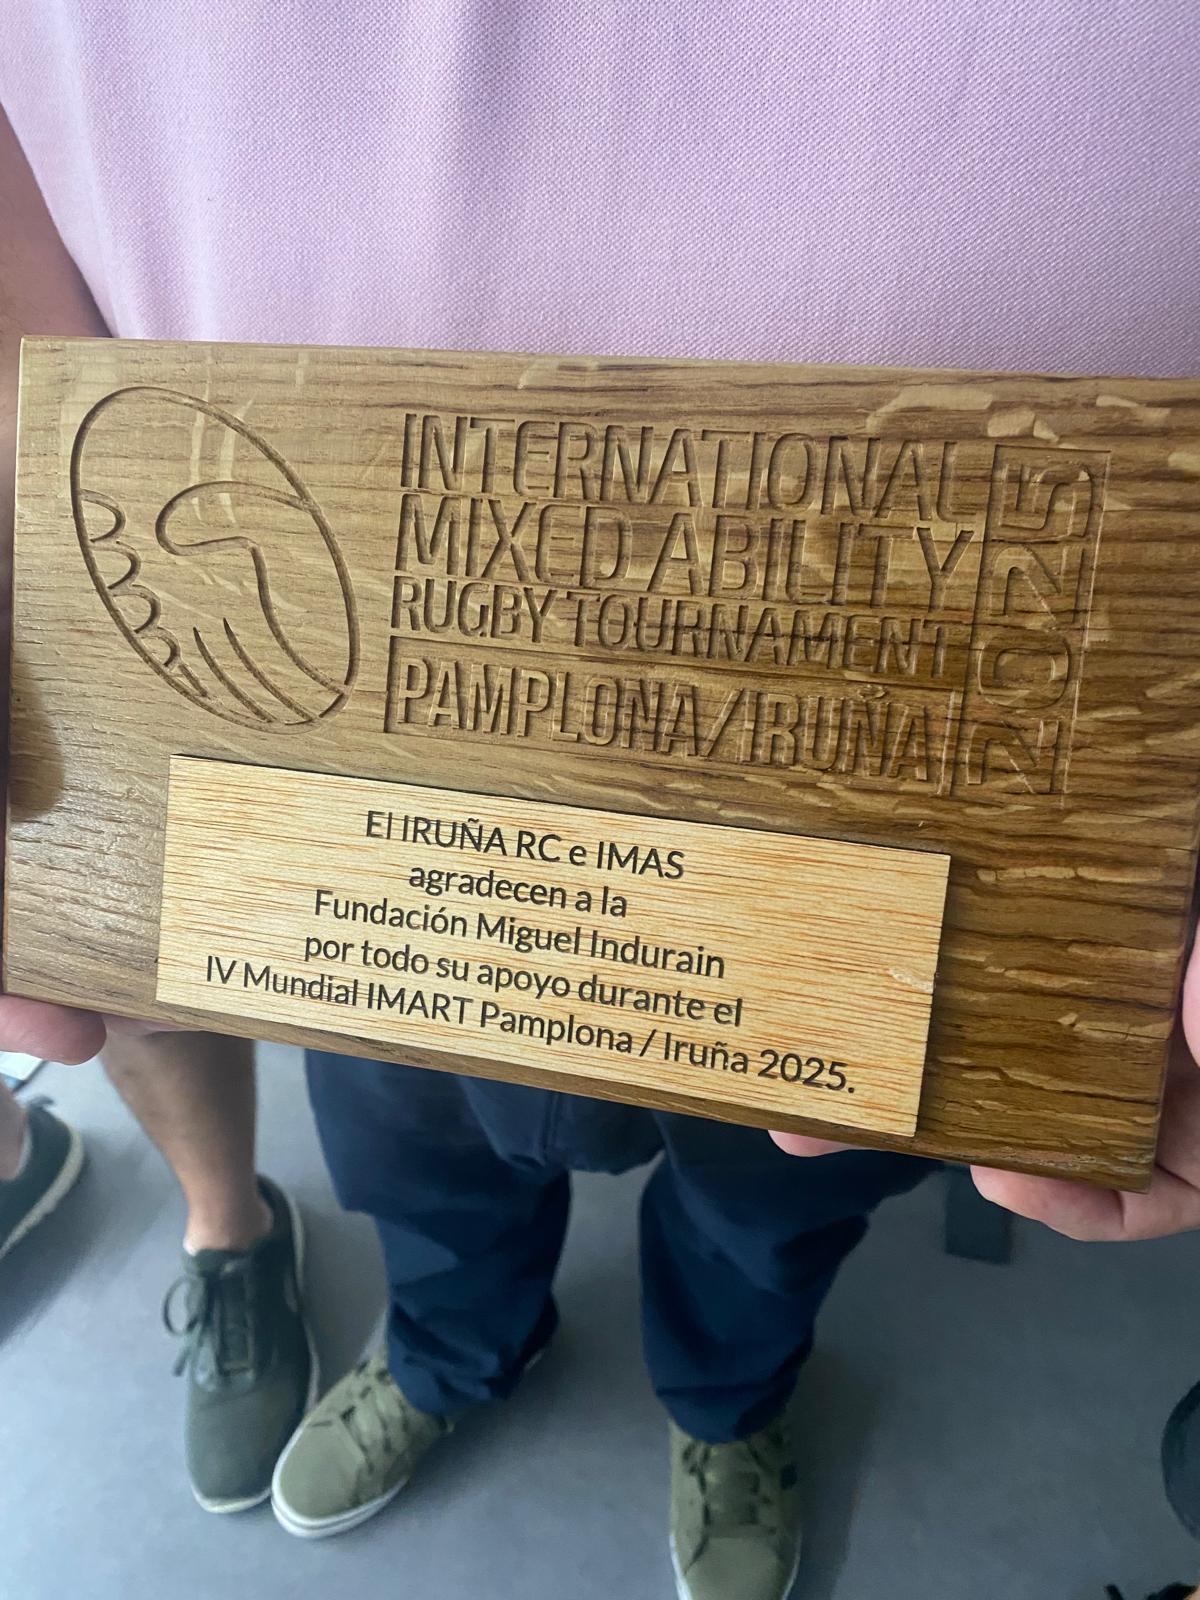 INTERNATIONAL
MIXED ABILITY
RUGBY TOURNAMENT
PAMPLONA/IRUÑA
2025
El IRUÑA RC e IMAS
agradecen a la
Fundación Miguel Indurain
por todo su apoyo durante el
IV Mundial IMART Pamplona / Iruña 2025.